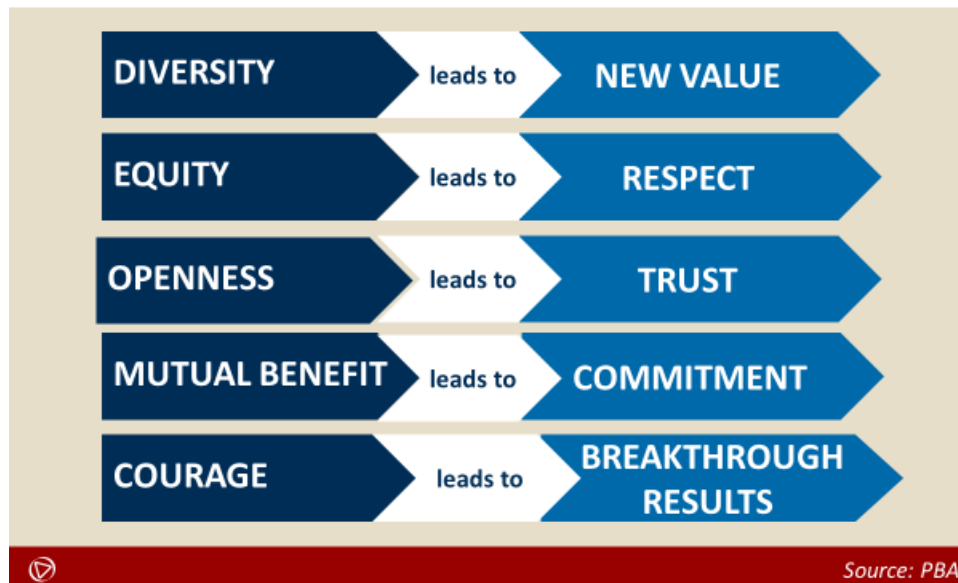 DIVERSITY leads to NEW VALUE
EQUITY leads to RESPECT
OPENNESS leads to TRUST
MUTUAL BENEFIT leads to COMMITMENT
COURAGE leads to BREAKTHROUGH
RESULTS
Source: PBA